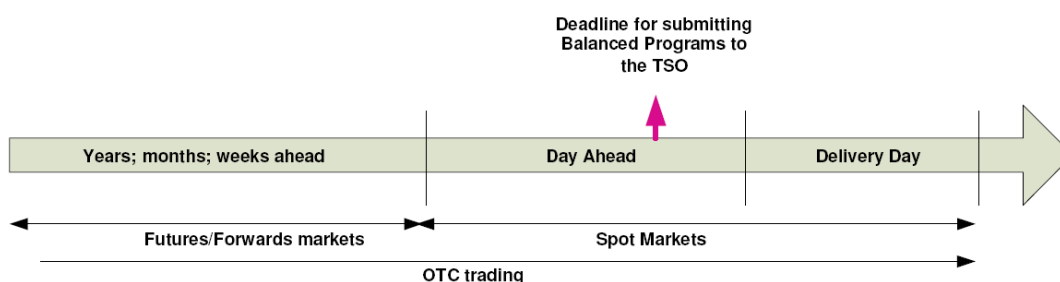 Deadline for submitting
Balanced Programs to
the TSO
Years; months; weeks ahead
Day Ahead
Delivery Day
Futures/Forwards markets
Spot Markets
OTC trading